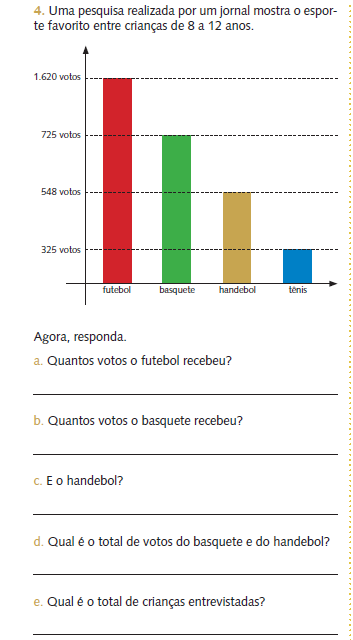 4. Uma pesquisa realizada por um jornal mostra o espor-
te favorito entre crianças de 8 a 12 anos.
1.620 votos
725 votos
548 votos
325 votos
futebol basquete handebol tênis
Agora, responda.
a. Quantos votos o futebol recebeu?
b. Quantos votos o basquete recebeu?
c. E o handebol?
d. Qual é o total de votos do basquete e do handebol?
e. Qual é o total de crianças entrevistadas?